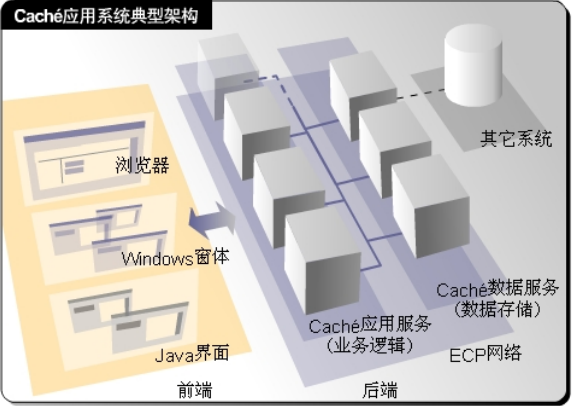 Caché应用系统典型架构
其它系统
浏览器
Windows窗体
Java界面
Caché数据服务
(数据存储)
Caché应用服务
(业务逻辑)
ECP网络
前端
后端